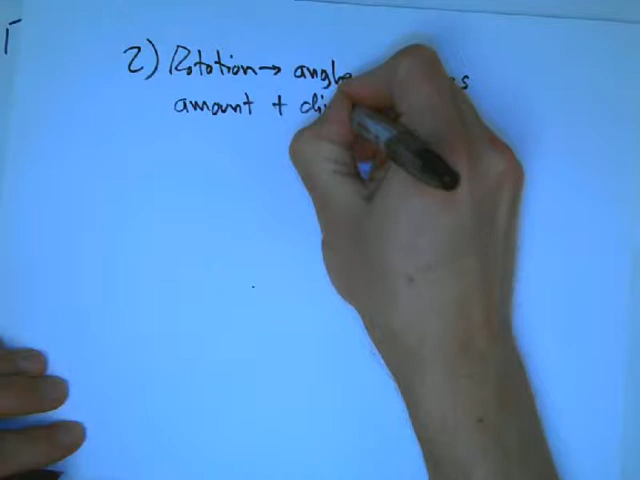 2) Rotation → angle
amount + di